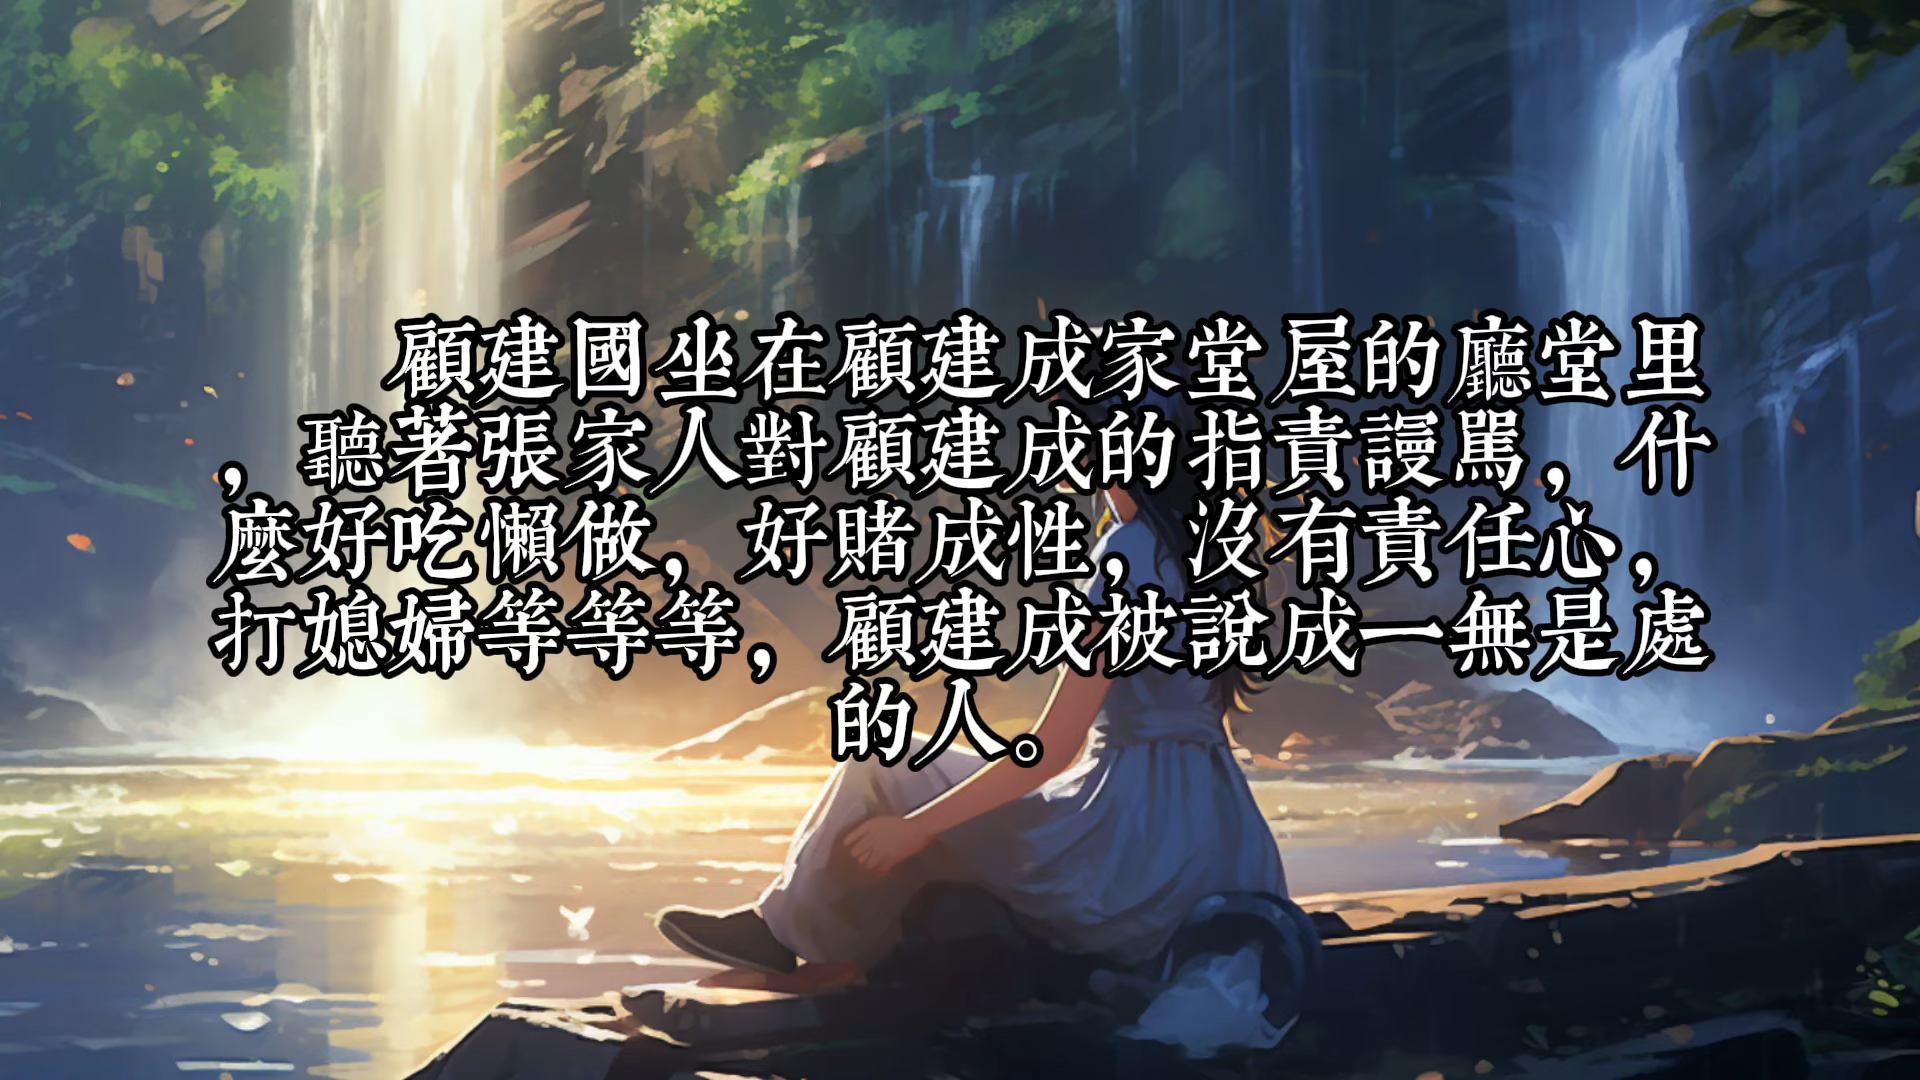 顧建國坐在顧建成家堂屋的廳堂里
，聽著張家人對顧建成的指責謾罵，什
麼好吃懶做，好賭成性，沒有責任心，
打媳婦等等等，顧建成被說成一無是處
的人。